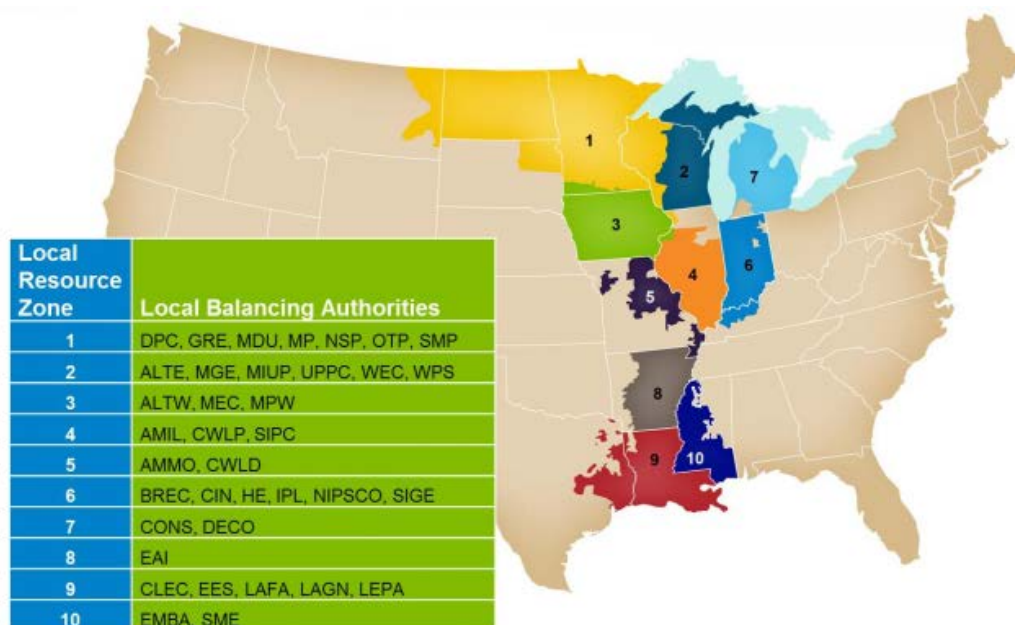 1
2
7
3
4
6
5
8
9
10
Local
Resource
Zone
Local Balancing Authorities
1 DPC, GRE, MDU, MP, NSP, OTP, SMP
2 ALTE, MGE, MIUP, UPPC, WEC, WPS
3 ALTW, MEC, MPW
4 AMIL, CWLP, SIPC
5 AMMO, CWLD
6 BREC, CIN, HE, IPL, NIPSCO, SIGE
7 CONS, DECO
8 EAI
9 CLEC, EES, LAFA, LAGN, LEPA
10 EMBA, SME